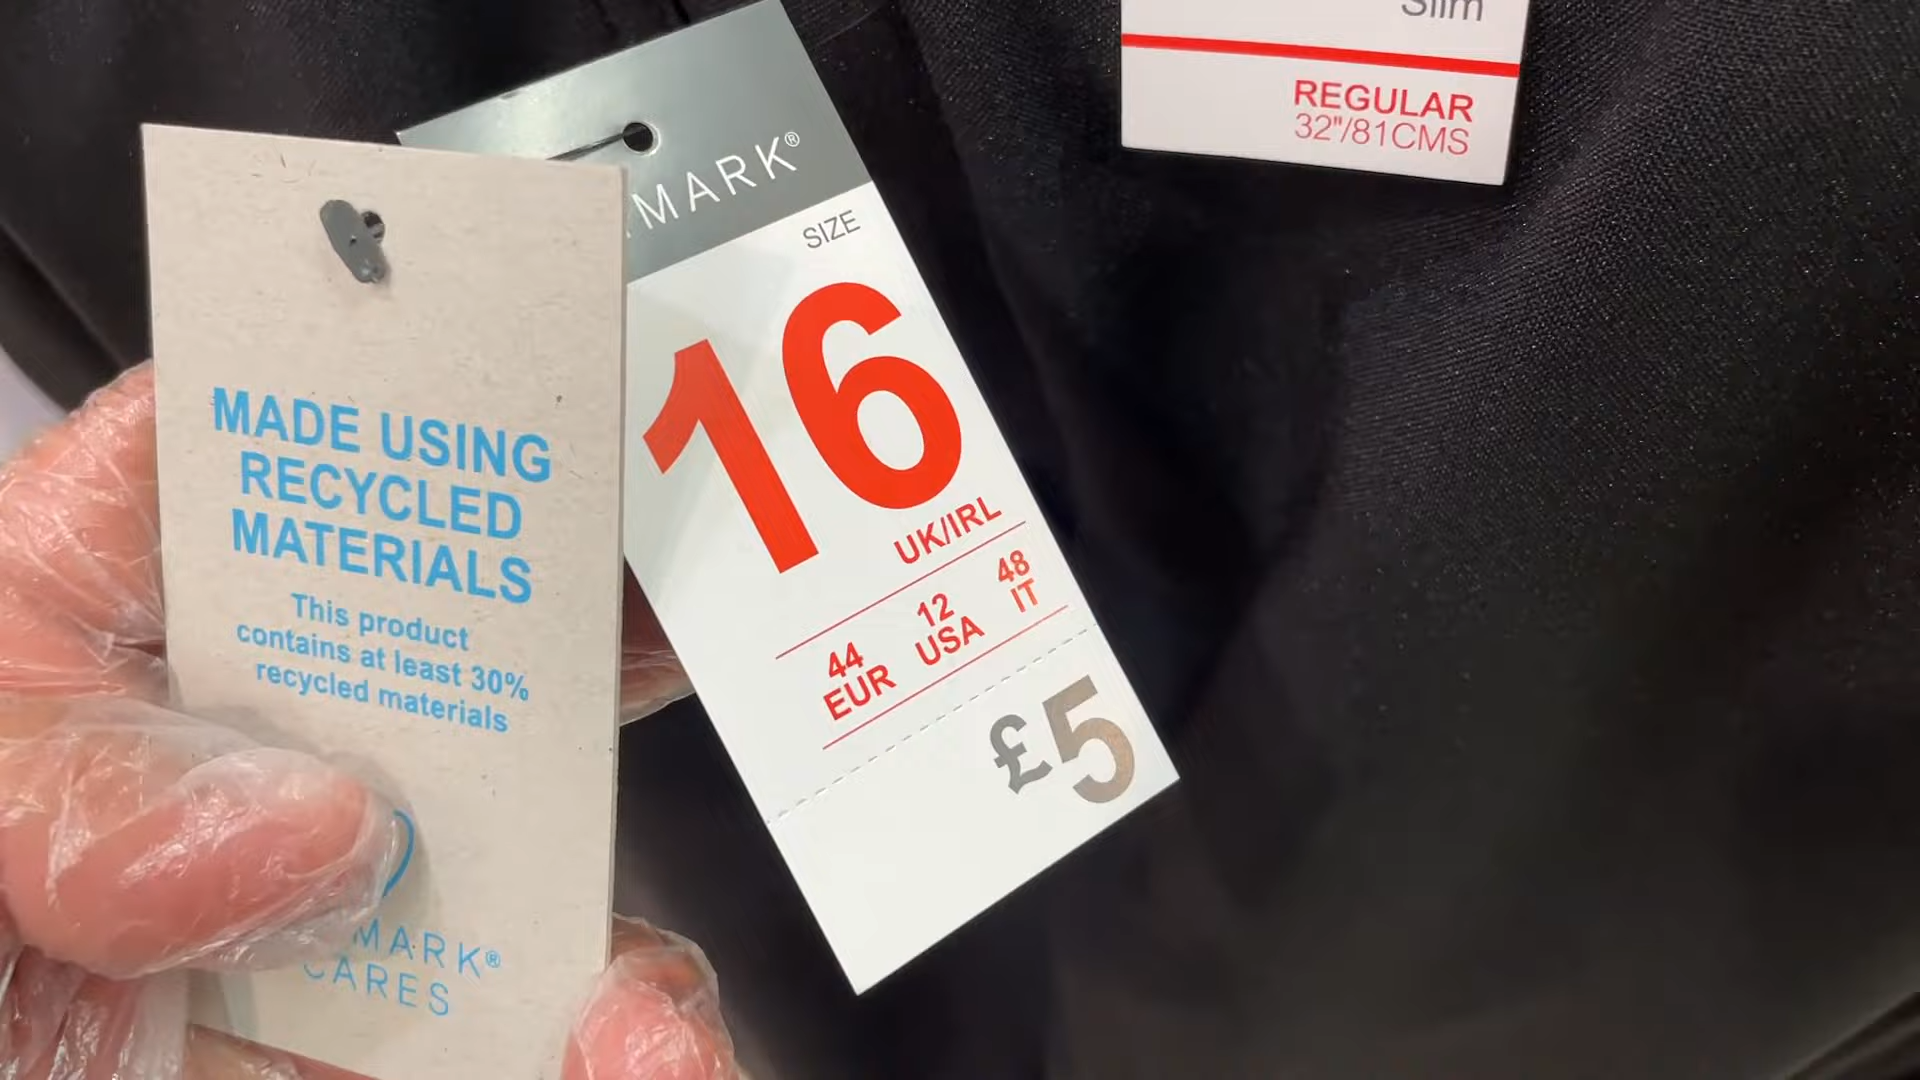 MADE USING
RECYCLED
MATERIALS
This product
contains at least 30%
recycled materials
MARK®
CARES
MARK®
SIZE
16
UK/IRL
44 12 48
EUR USA IT
£5
Slim
REGULAR
32"/81CMS